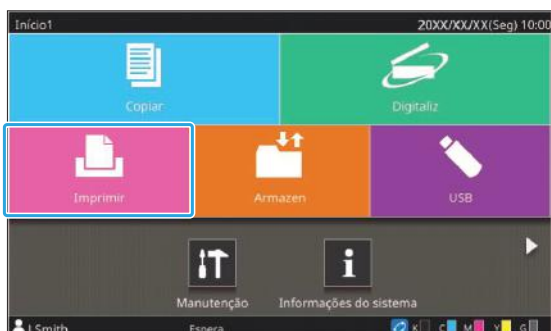 Início1 20XX/XX/XX(Seg) 10:00
Copiar Digitaliz
Imprimir Armazen USB
Manutenção Informações do sistema
J.Smith Espera K C M Y G